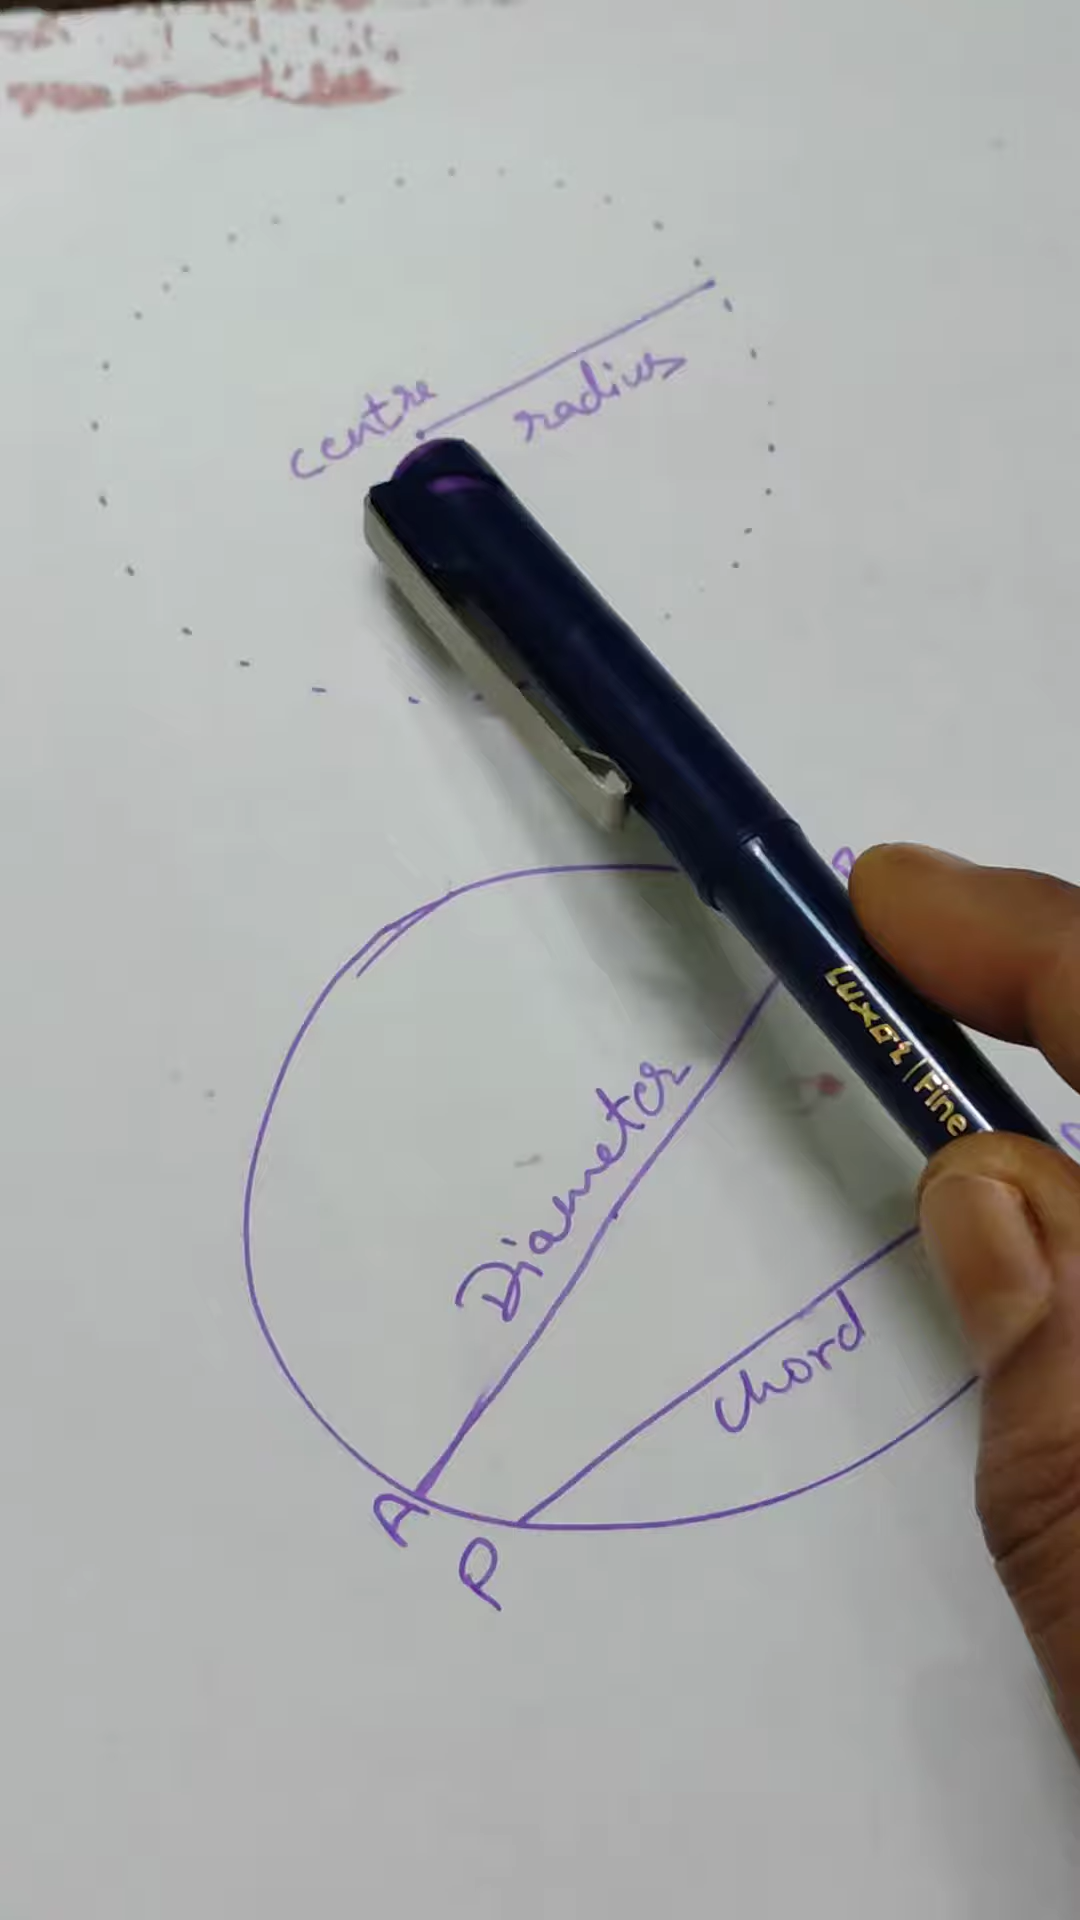 centre
radius
Luxor | Fine
Diameter
chord
A
P